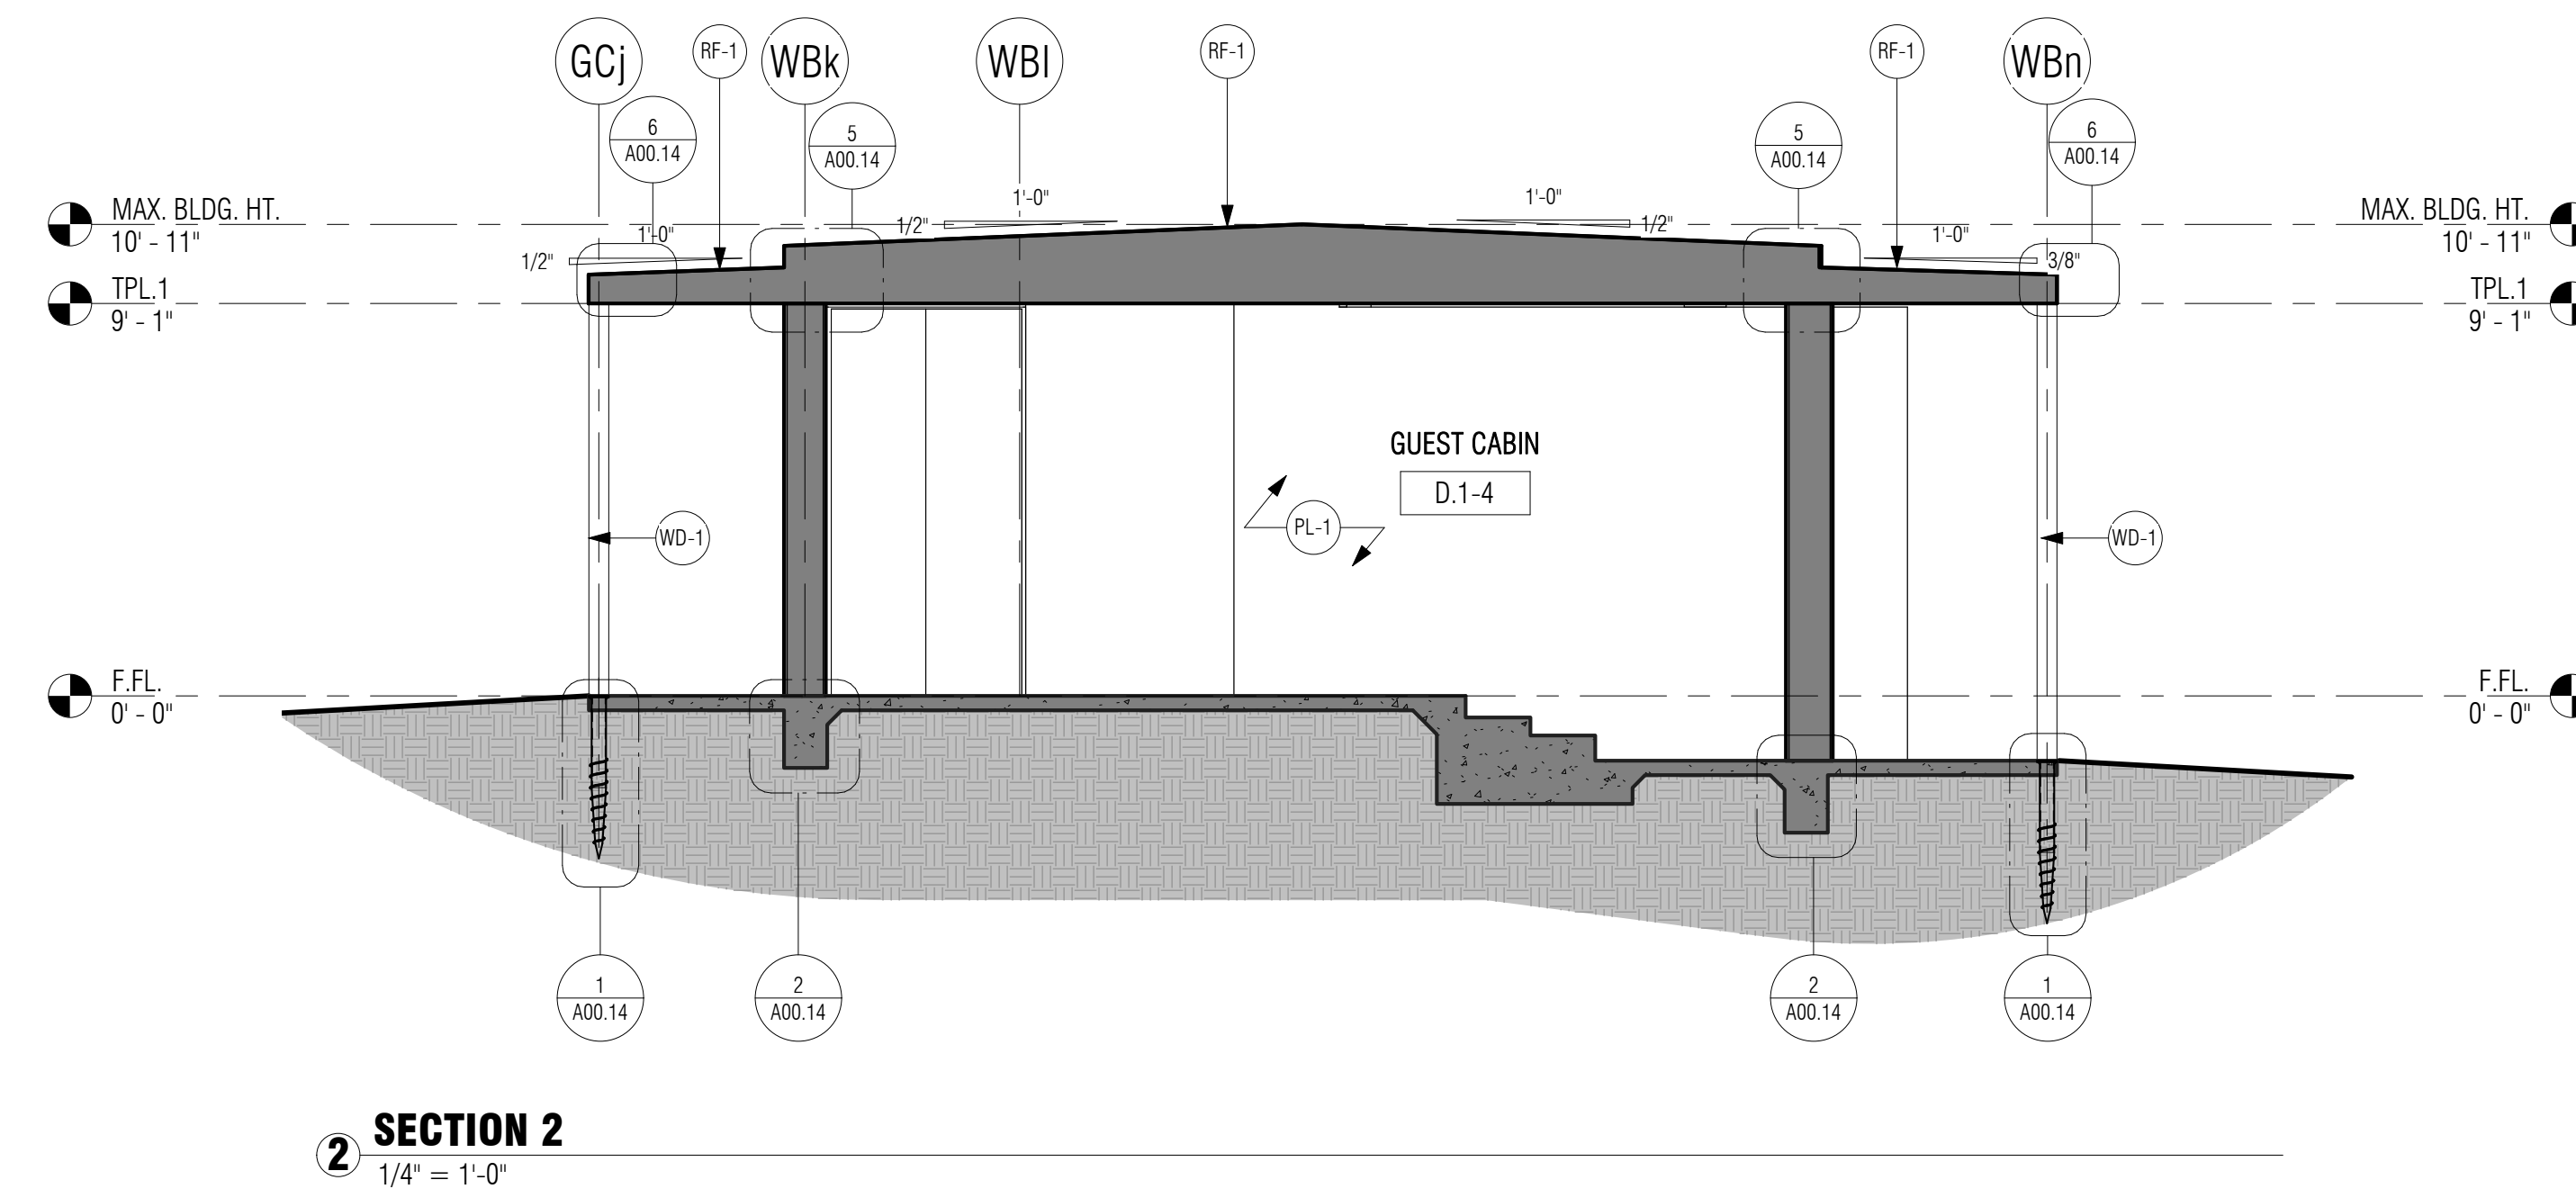 GCj
RF-1
WBk
WBl
RF-1
RF-1
WBn
6
A00.14
5
A00.14
5
A00.14
6
A00.14
MAX. BLDG. HT.
10' - 11"
1'-0"
1/2"
1'-0"
1/2"
1'-0"
1/2"
1'-0"
3/8"
MAX. BLDG. HT.
10' - 11"
TPL.1
9' - 1"
TPL.1
9' - 1"
GUEST CABIN
D.1-4
WD-1
PL-1
WD-1
F.FL.
0' - 0"
F.FL.
0' - 0"
1
A00.14
2
A00.14
2
A00.14
1
A00.14
2
SECTION 2
1/4" = 1'-0"